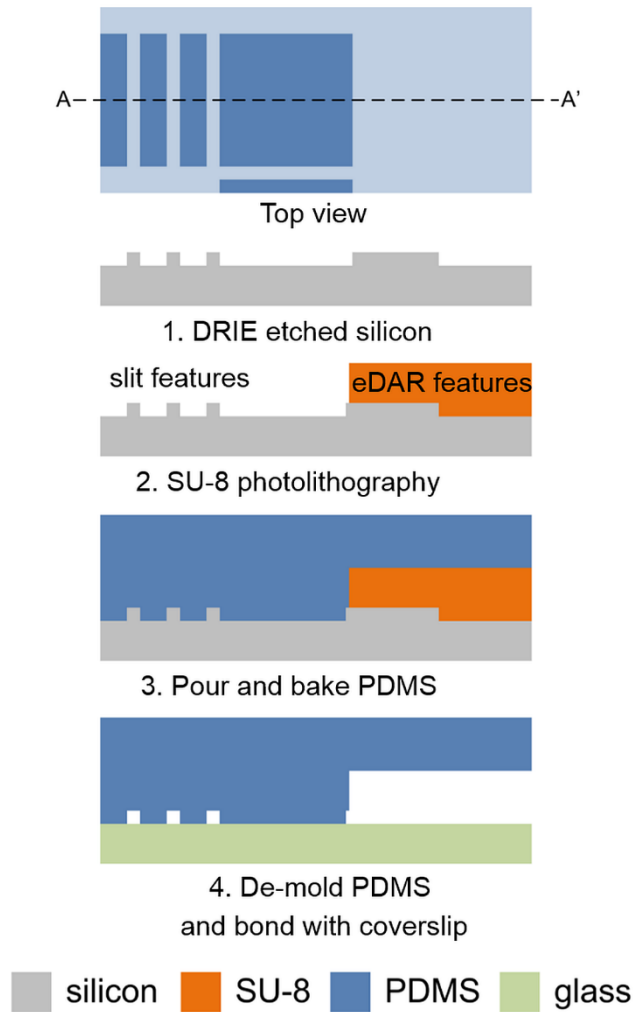 A
A'
Top view
1. DRIE etched silicon
slit features
eDAR features
2. SU-8 photolithography
3. Pour and bake PDMS
4. De-mold PDMS
and bond with coverslip
silicon
SU-8
PDMS
glass